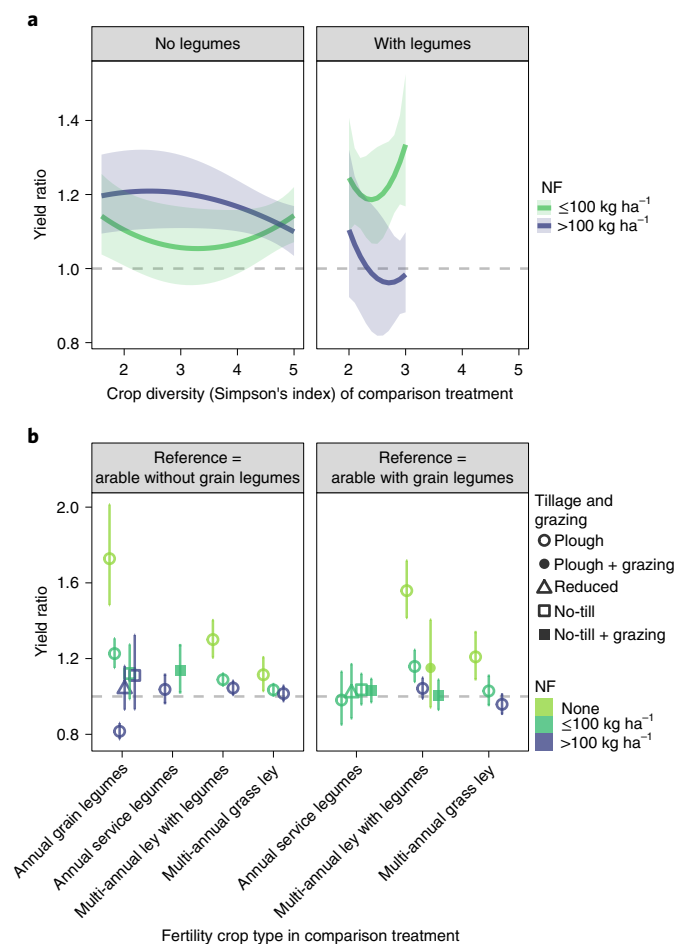 a
No legumes
With legumes
1.4
1.2
1.0
0.8
Yield ratio
2 3 4 5
2 3 4 5
Crop diversity (Simpson's index) of comparison treatment
NF
≤100 kg ha⁻¹
>100 kg ha⁻¹
b
Reference =
arable without grain legumes
Reference =
arable with grain legumes
2.0
1.6
1.2
0.8
Yield ratio
Annual grain legumes
Annual service legumes
Multi-annual ley with legumes
Multi-annual grass ley
Annual service legumes
Multi-annual ley with legumes
Multi-annual grass ley
Fertility crop type in comparison treatment
Tillage and
grazing
Plough
Plough + grazing
Reduced
No-till
No-till + grazing
NF
None
≤100 kg ha⁻¹
>100 kg ha⁻¹